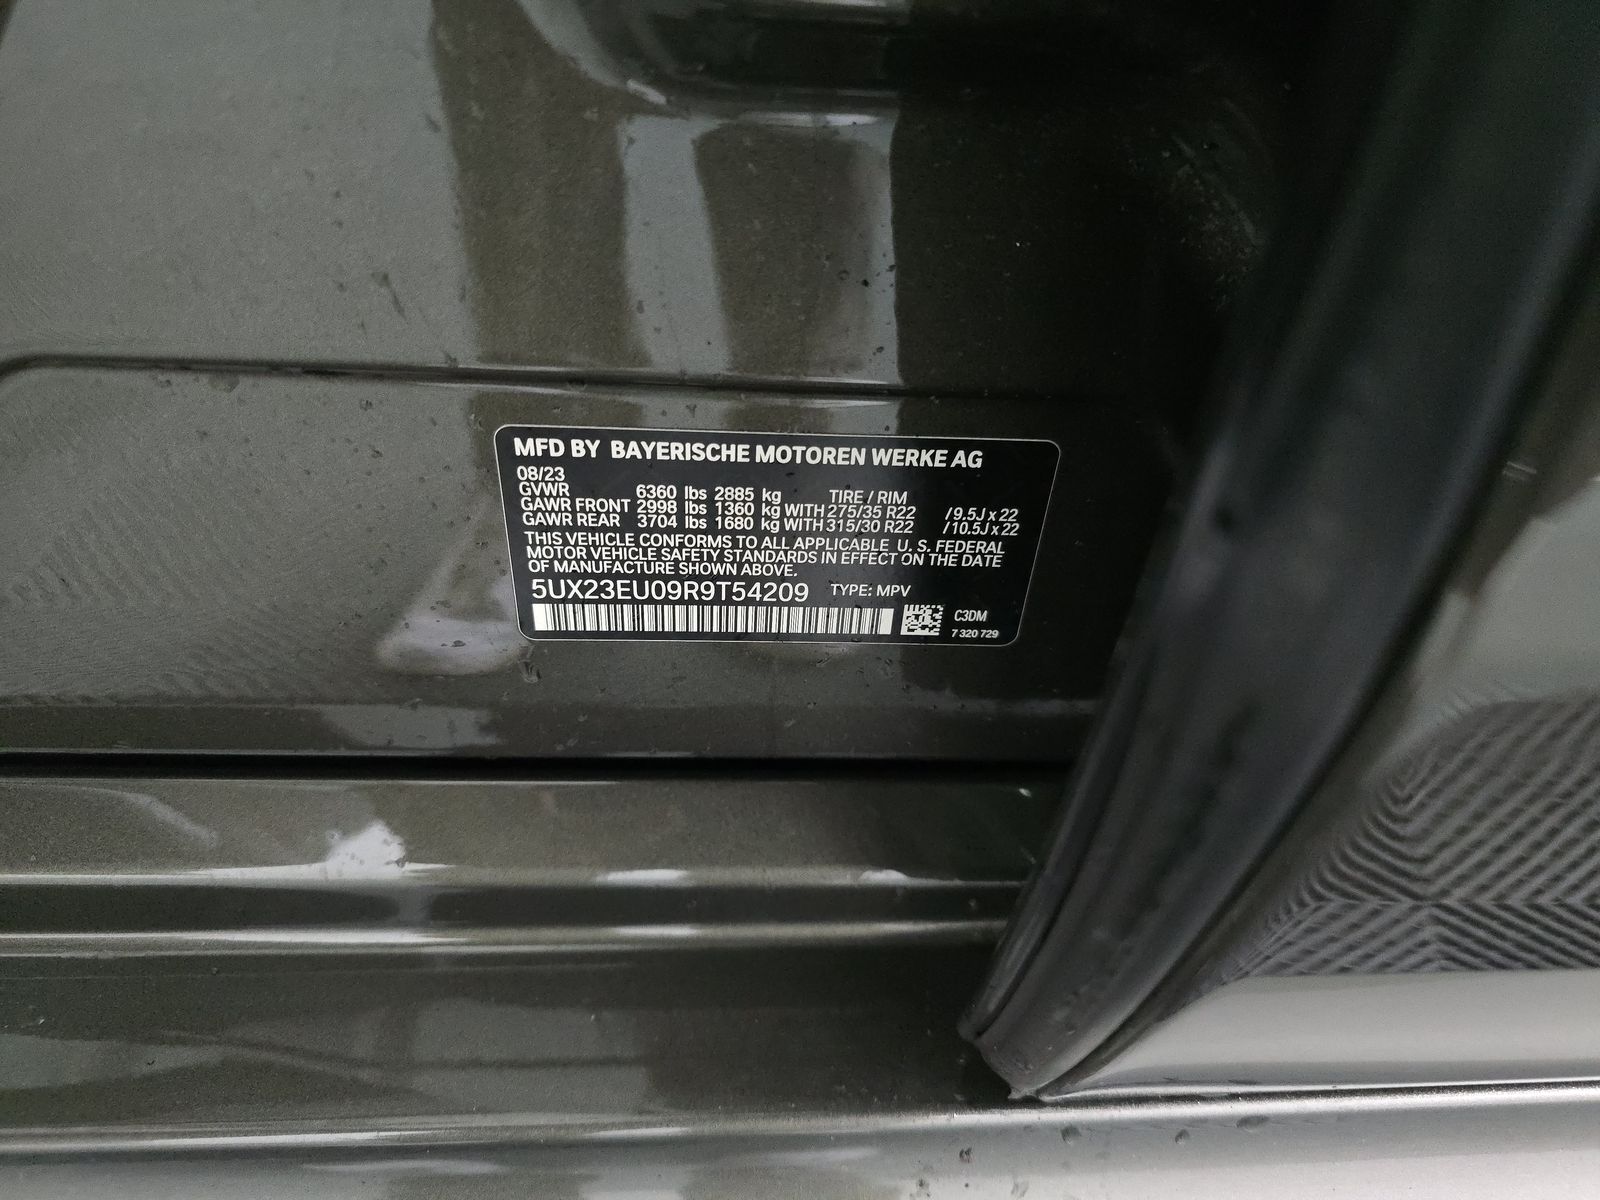 MFD BY BAYERISCHE MOTOREN WERKE AG
08/23
GVWR 6360 lbs 2885 kg TIRE / RIM
GAWR FRONT 2998 lbs 1360 kg WITH 275/35 R22 / 9.5J x 22
GAWR REAR 3704 lbs 1680 kg WITH 315/30 R22 / 10.5J x 22
THIS VEHICLE CONFORMS TO ALL APPLICABLE U. S. FEDERAL
MOTOR VEHICLE SAFETY STANDARDS IN EFFECT ON THE DATE
OF MANUFACTURE SHOWN ABOVE.
5UX23EU09R9T54209 TYPE: MPV
C3DM
7 320 729